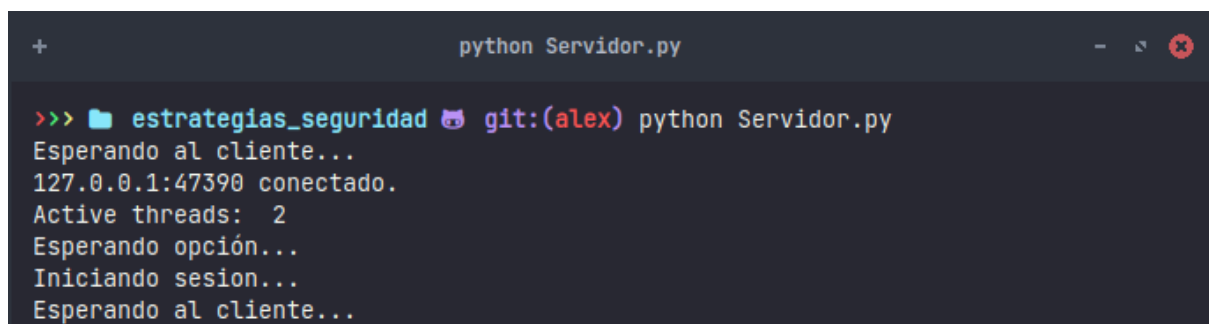 python Servidor.py
>>> estrategias_seguridad git:(alex) python Servidor.py
Esperando al cliente...
127.0.0.1:47390 conectado.
Active threads:  2
Esperando opción...
Iniciando sesion...
Esperando al cliente...